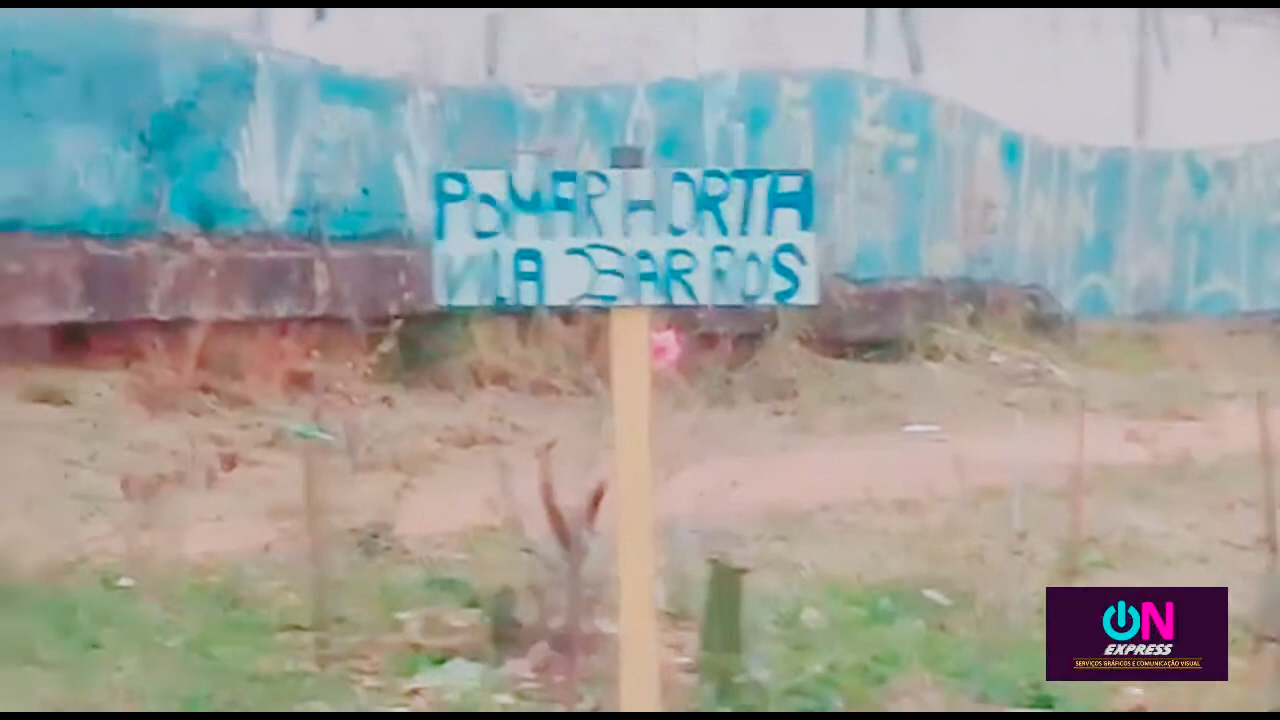 POMAR HORTA
VILA BARROS
ON
EXPRESS
SERVIÇOS GRÁFICOS E COMUNICAÇÃO VISUAL